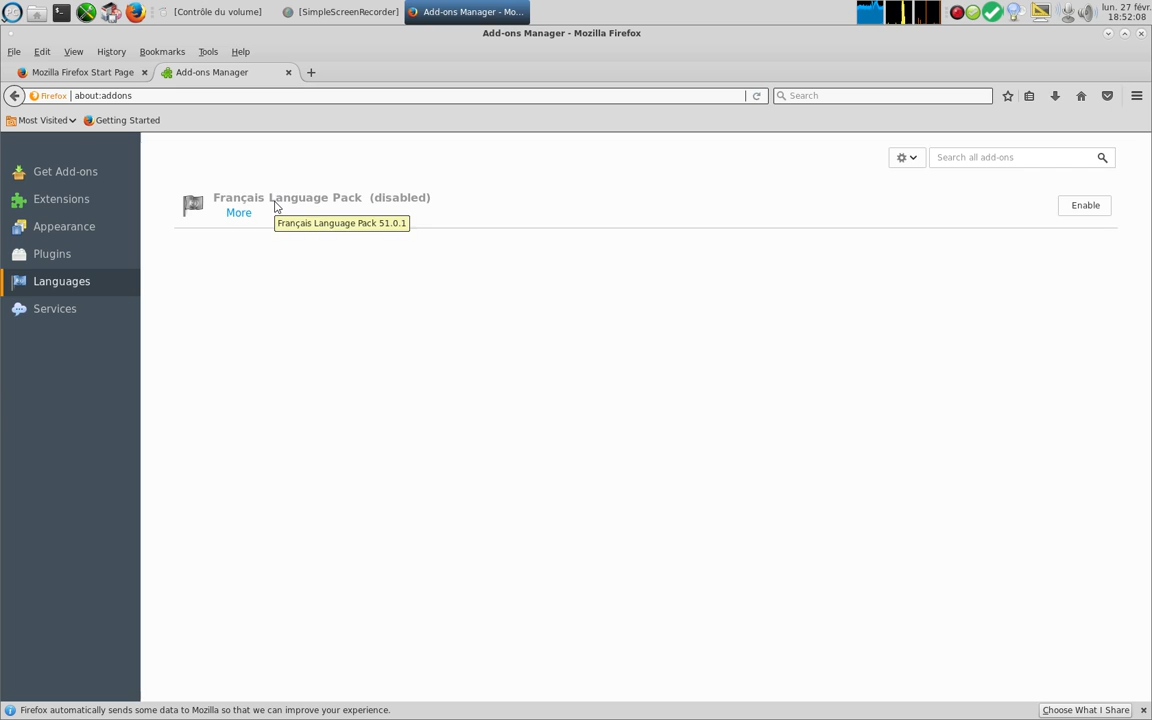 [Contrôle du volume]
[SimpleScreenRecorder]
Add-ons Manager - Mo...
lun. 27 févr.
18:52:08
Add-ons Manager - Mozilla Firefox
File Edit View History Bookmarks Tools Help
Mozilla Firefox Start Page
Add-ons Manager
Firefox about:addons
Search
Most Visited
Getting Started
Get Add-ons
Extensions
Appearance
Plugins
Languages
Services
Search all add-ons
Français Language Pack (disabled)
More
Enable
Français Language Pack 51.0.1
Firefox automatically sends some data to Mozilla so that we can improve your experience.
Choose What I Share